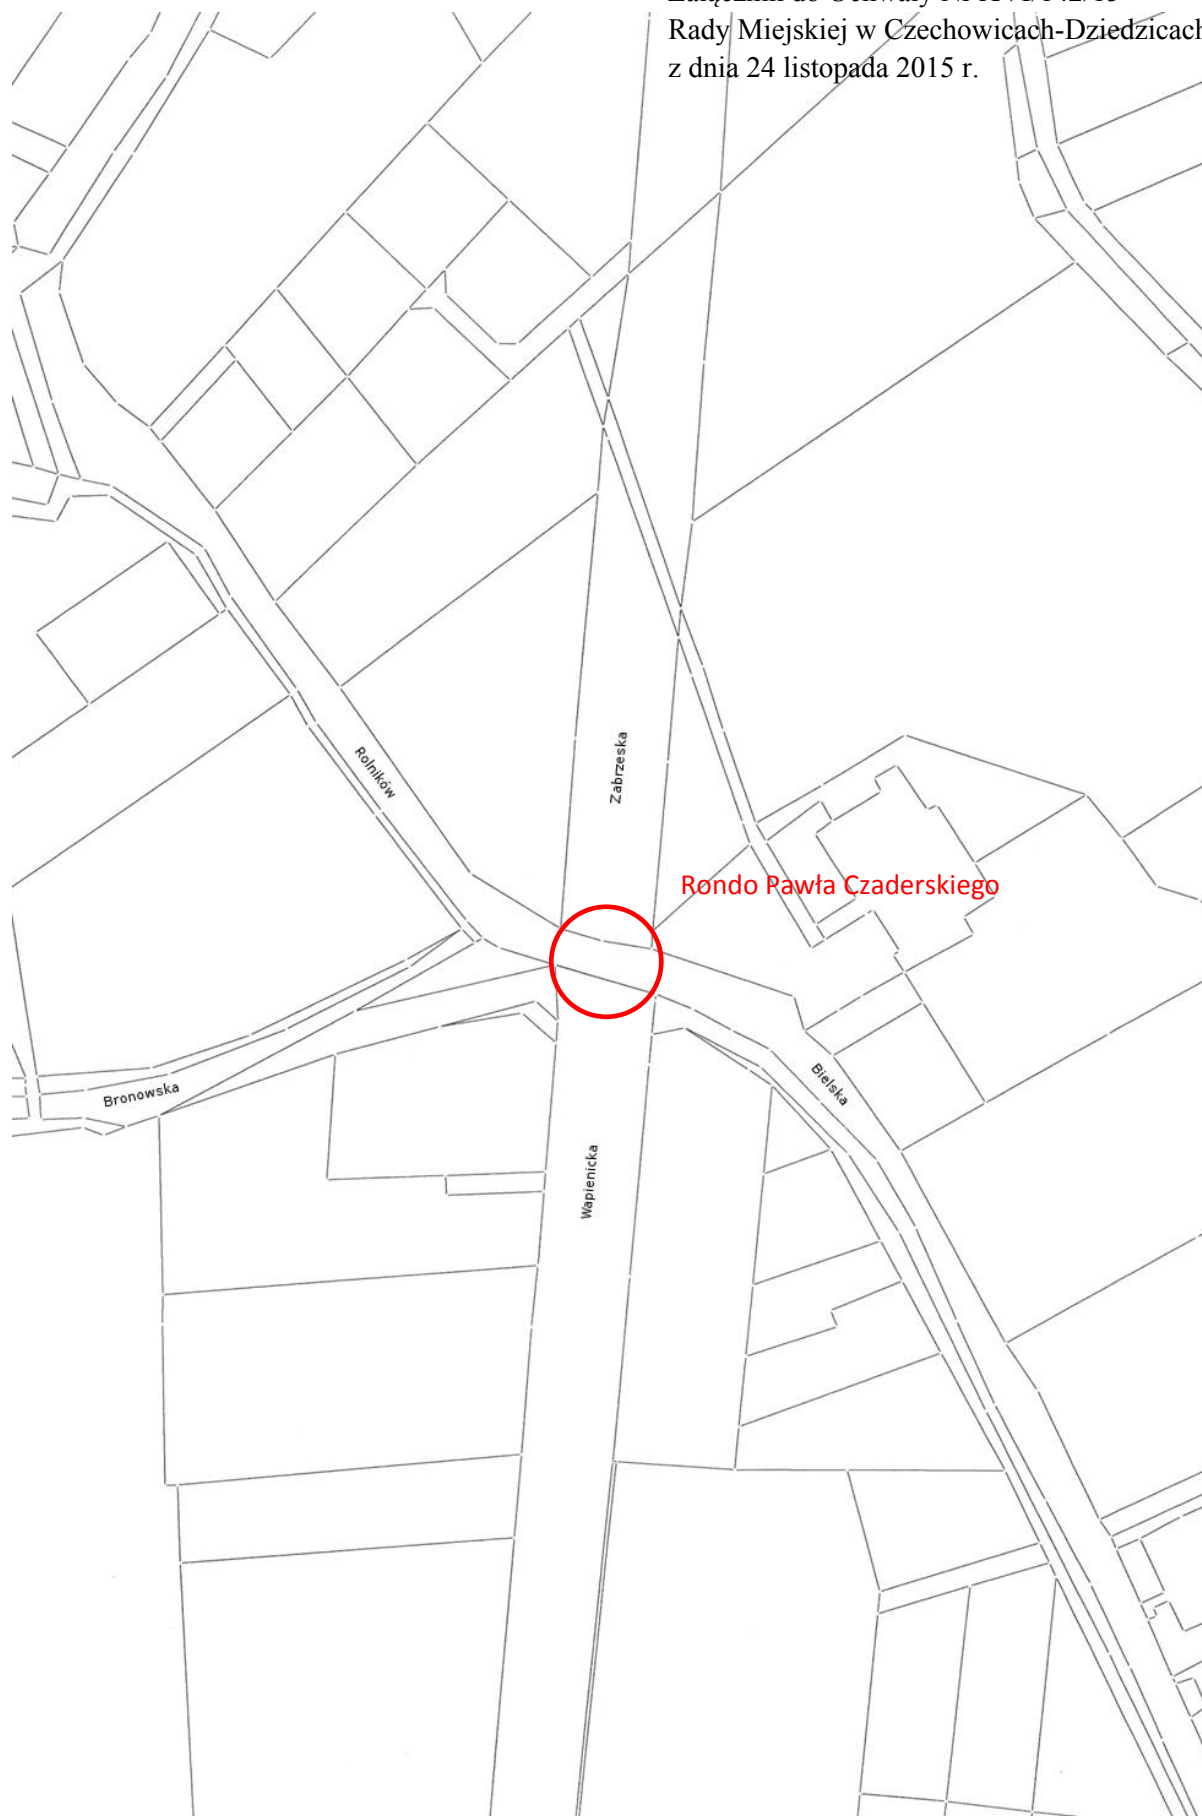 Rady Miejskiej w Czechowicach-Dziedzicach
z dnia 24 listopada 2015 r.
Zabrzeska
Rolników
Rondo Pawła Czaderskiego
Bielska
Bronowska
Wapienicka